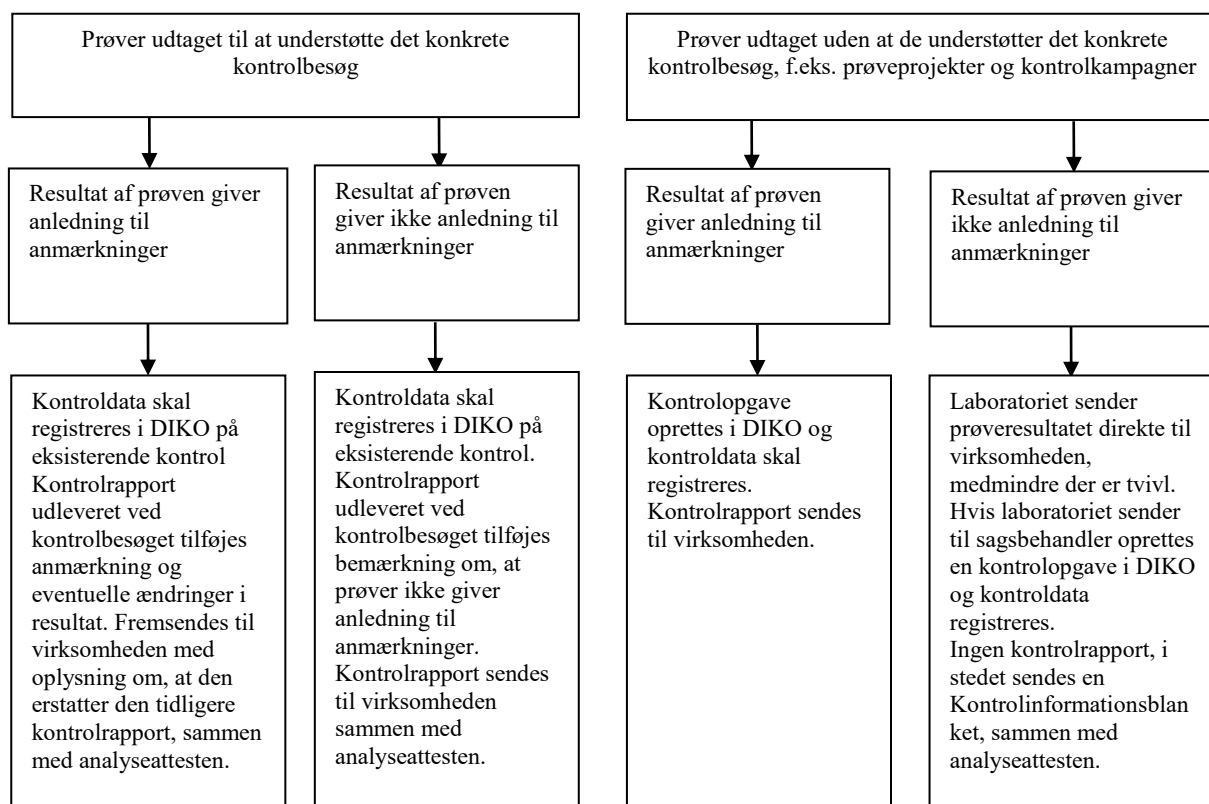 Prøver udtaget til at understøtte det konkrete
kontrolbesøg
Prøver udtaget uden at de understøtter det konkrete
kontrolbesøg, f.eks. prøveprojekter og kontrolkampagner
Resultat af prøven giver
anledning til
anmærkninger
Resultat af prøven
giver ikke anledning til
anmærkninger
Resultat af prøven
giver anledning til
anmærkninger
Resultat af prøven giver
ikke anledning til
anmærkninger
Kontroldata skal
registreres i DIKO på
eksisterende kontrol
Kontrolrapport
udleveret ved
kontrolbesøget tilføjes
anmærkning og
eventuelle ændringer i
resultat. Fremsendes til
virksomheden med
oplysning om, at den
erstatter den tidligere
kontrolrapport, sammen
med analyseattesten.
Kontroldata skal
registreres i DIKO på
eksisterende kontrol.
Kontrolrapport
udleveret ved
kontrolbesøget tilføjes
bemærkning om, at
prøver ikke giver
anledning til
anmærkninger.
Kontrolrapport sendes
til virksomheden
sammen med
analyseattesten.
Kontrolopgave
oprettes i DIKO og
kontroldata skal
registreres.
Kontrolrapport sendes
til virksomheden.
Laboratoriet sender
prøveresultatet direkte til
virksomheden,
medmindre der er tvivl.
Hvis laboratoriet sender
til sagsbehandler oprettes
en kontrolopgave i DIKO
og kontroldata
registreres.
Ingen kontrolrapport, i
stedet sendes en
Kontrolinformationsblan
ket, sammen med
analyseattesten.